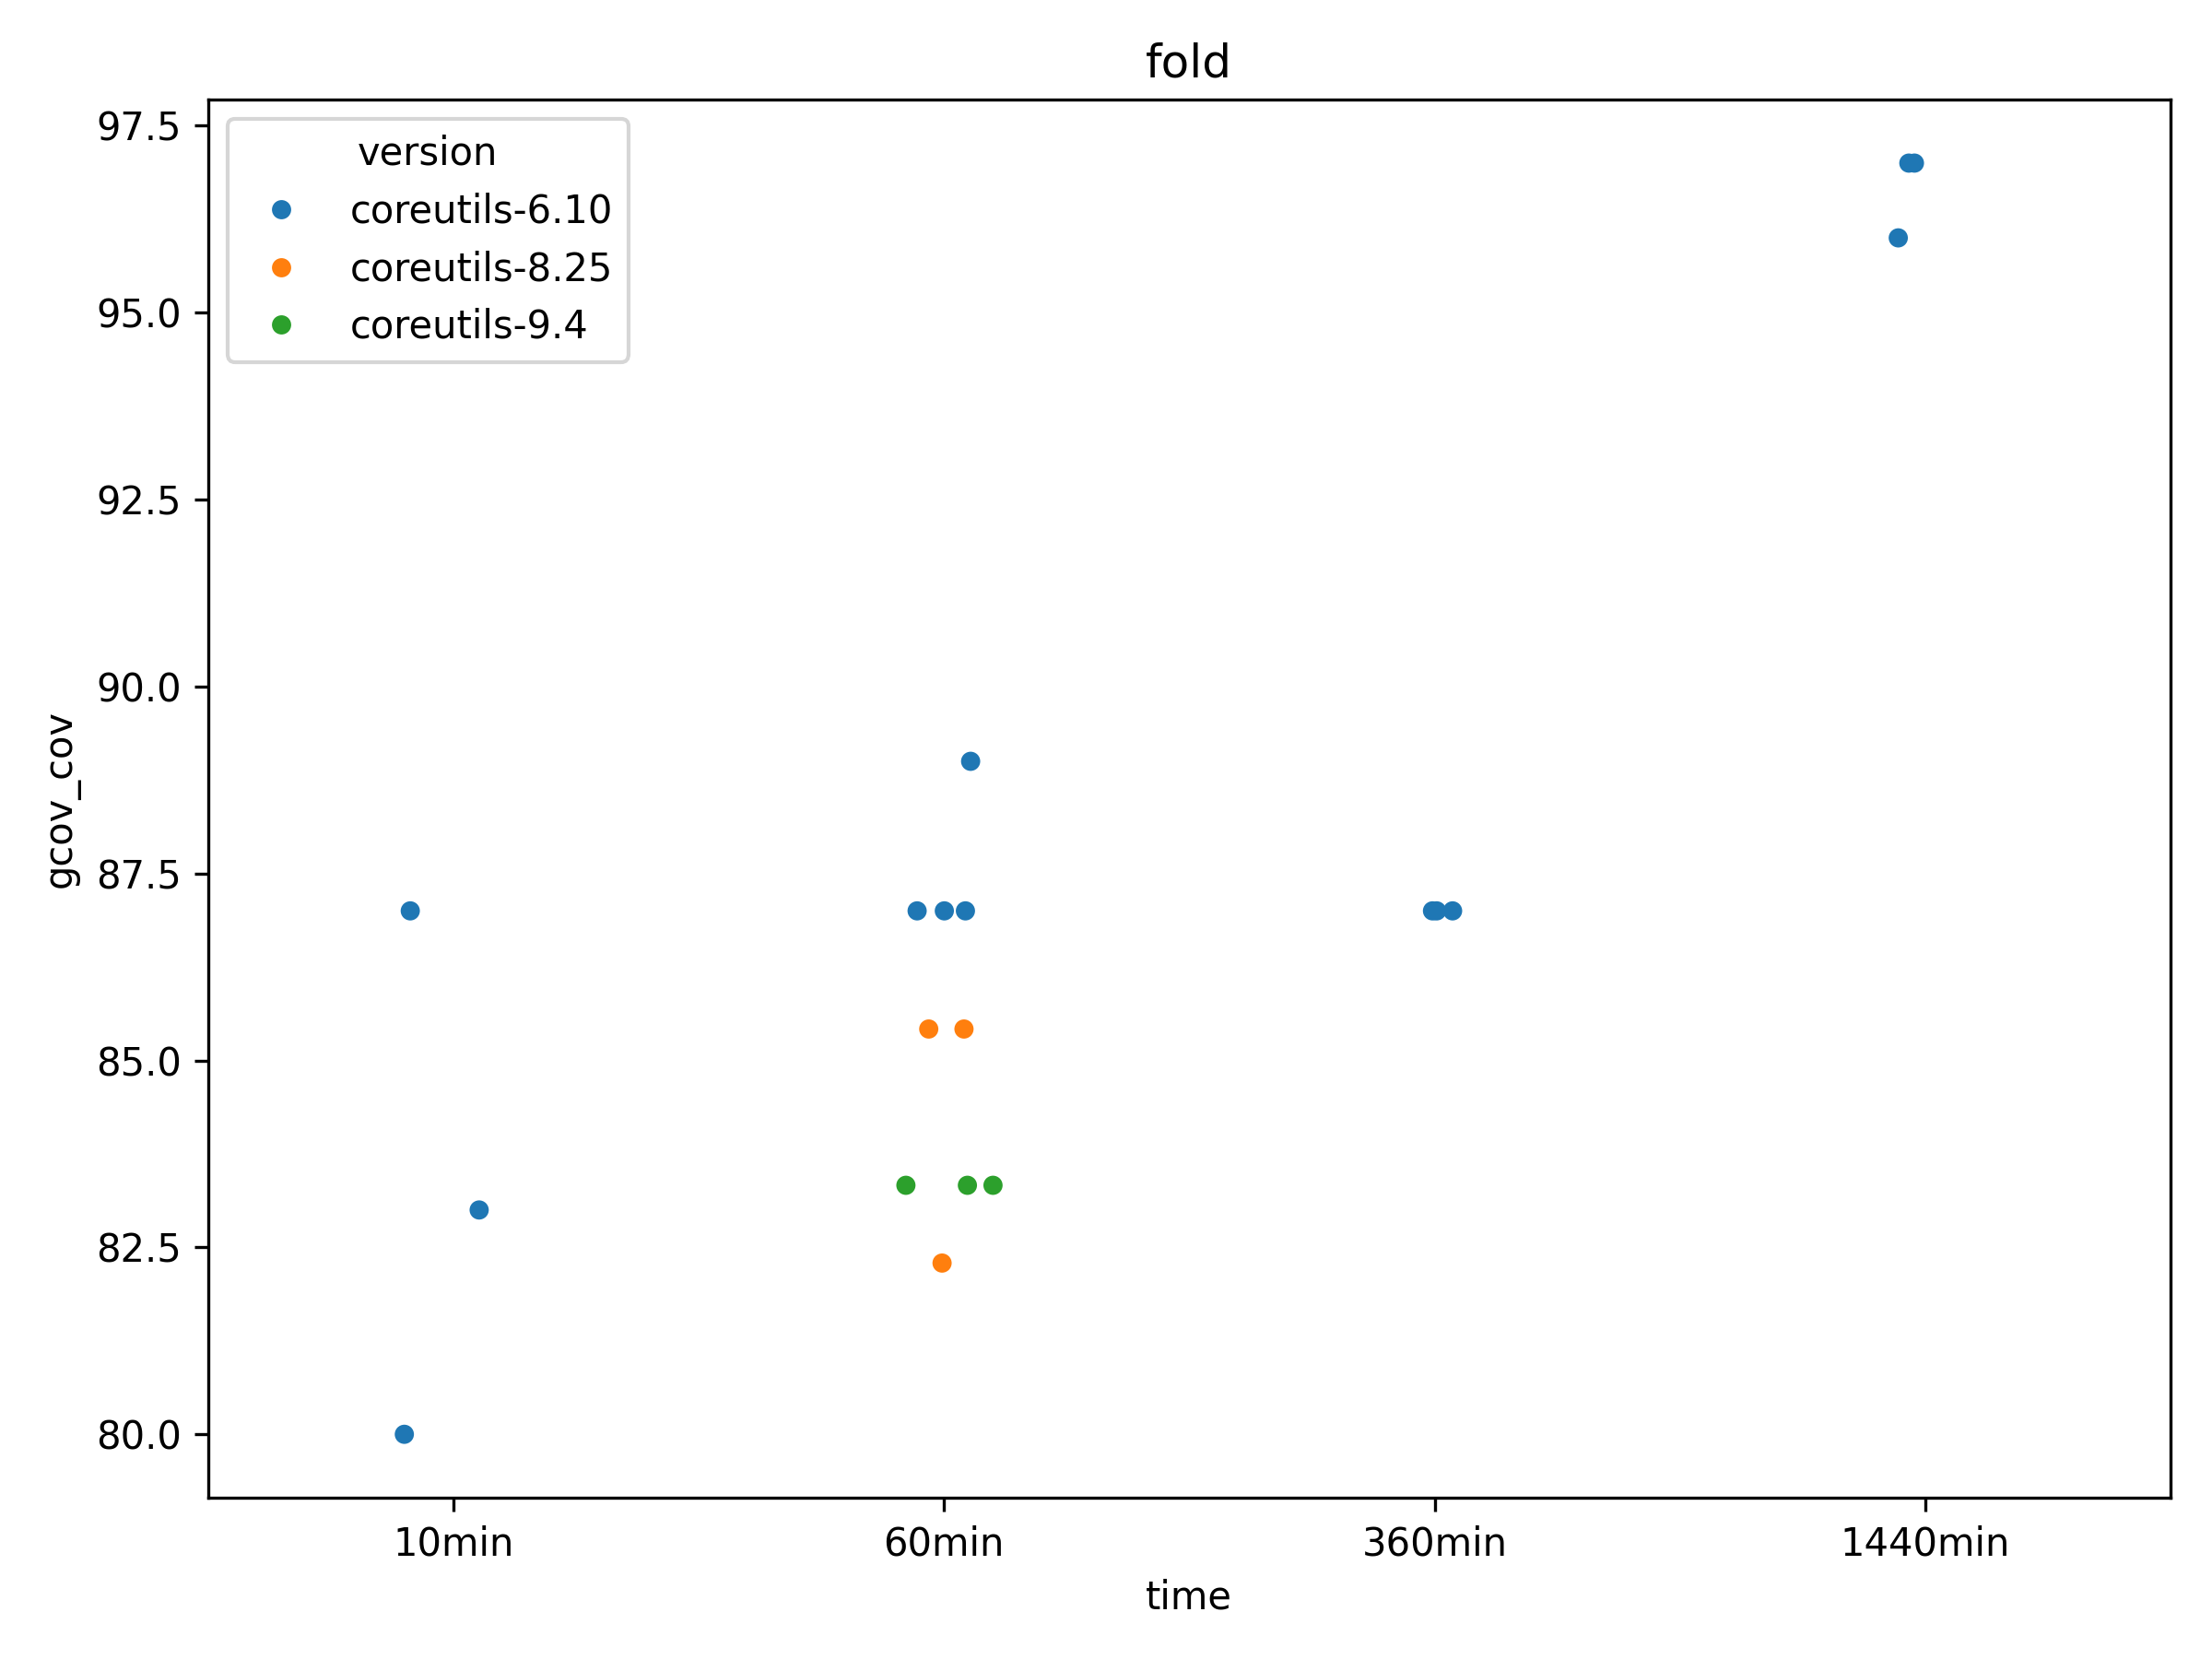 fold
version
coreutils-6.10
coreutils-8.25
coreutils-9.4
gcov_cov
97.5
95.0
92.5
90.0
87.5
85.0
82.5
80.0
10min
60min
360min
1440min
time